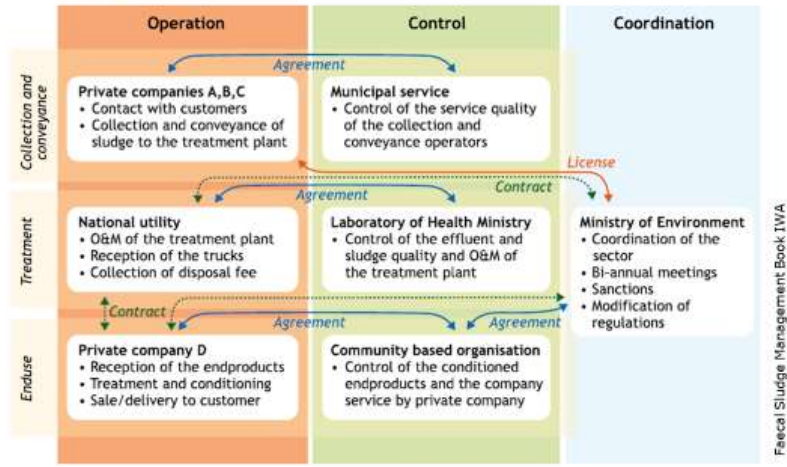 Operation
Control
Coordination
Collection and
conveyance
Agreement
Private companies A,B,C
• Contact with customers
• Collection and conveyance of
sludge to the treatment plant
Municipal service
• Control of the service quality
of the collection and
conveyance operators
License
Contract
Treatment
Agreement
National utility
• O&M of the treatment plant
• Reception of the trucks
• Collection of disposal fee
Laboratory of Health Ministry
• Control of the effluent and
sludge quality and O&M of
the treatment plant
Ministry of Environment
• Coordination of the
sector
• Bi-annual meetings
• Sanctions
• Modification of
regulations
Contract
Agreement
Agreement
Enduse
Private company D
• Reception of the endproducts
• Treatment and conditioning
• Sale/delivery to customer
Community based organisation
• Control of the conditioned
endproducts and the company
service by private company
Faecal Sludge Management Book IWA